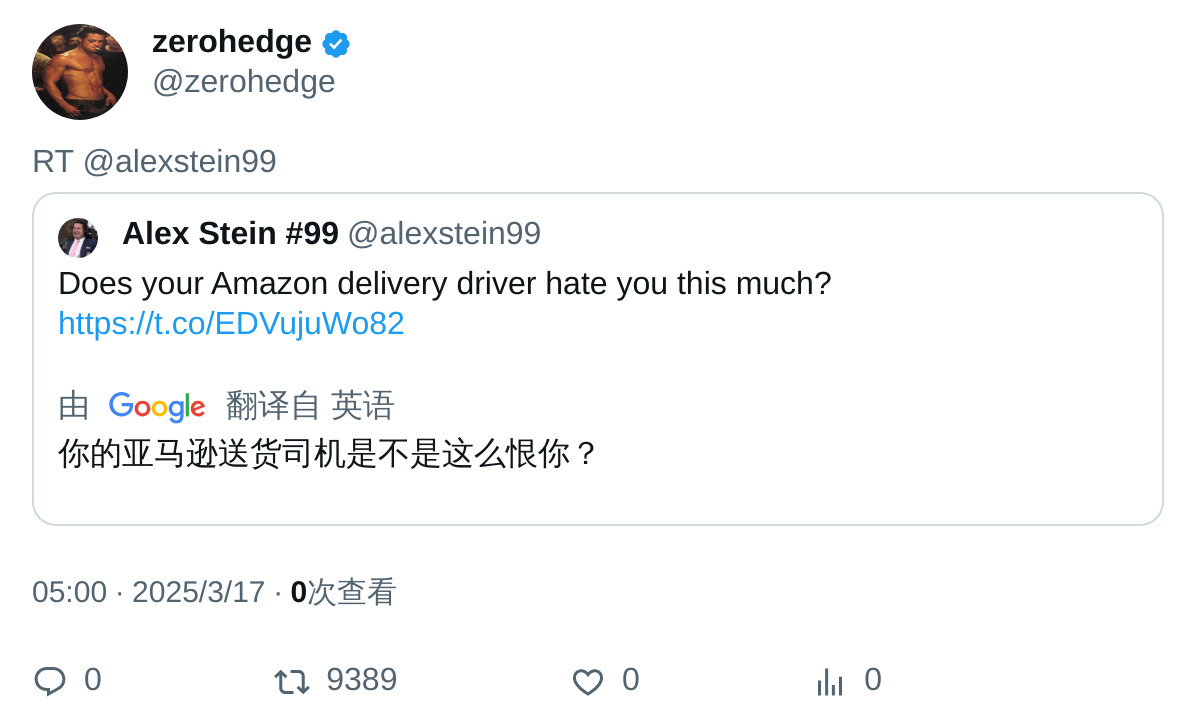 zerohedge
@zerohedge
RT @alexstein99
Alex Stein #99 @alexstein99
Does your Amazon delivery driver hate you this much?
https://t.co/EDVujuWo82
由 Google 翻译自 英语
你的亚马逊送货司机是不是这么恨你？
05:00 · 2025/3/17 · 0次查看
0 9389 0 0